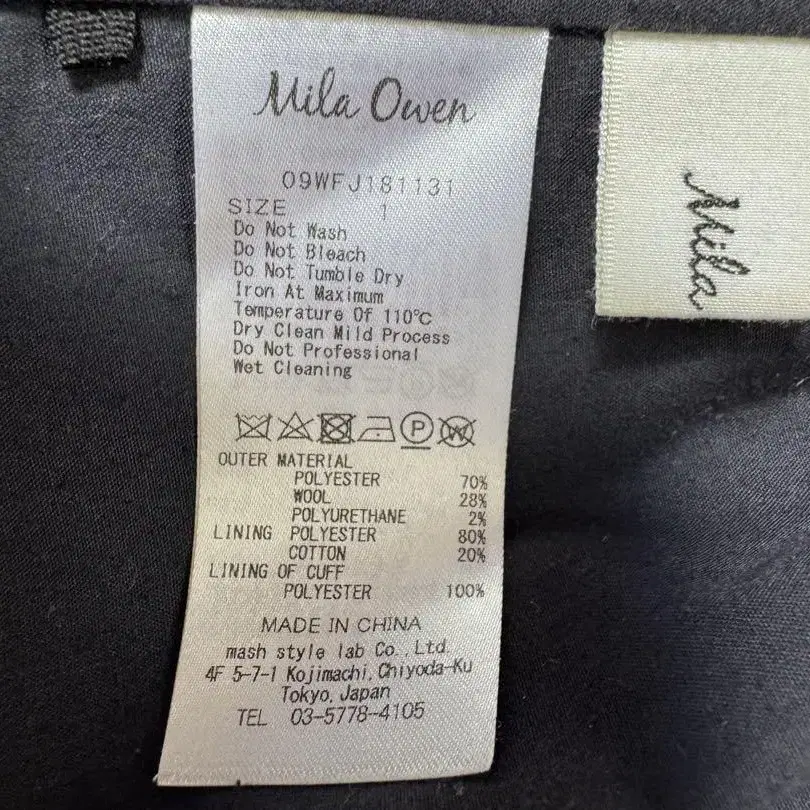 Mila Owen
09WFJ181131
SIZE 1
Do Not Wash
Do Not Bleach
Do Not Tumble Dry
Iron At Maximum
Temperature Of 110℃
Dry Clean Mild Process
Do Not Professional
Wet Cleaning
P W
OUTER MATERIAL
POLYESTER 70%
WOOL 28%
POLYURETHANE 2%
LINING POLYESTER 80%
COTTON 20%
LINING OF CUFF
POLYESTER 100%
MADE IN CHINA
mash style lab Co., Ltd.
4F 5-7-1 Kojimachi, Chiyoda-Ku
Tokyo, Japan
TEL 03-5778-4105
Mila